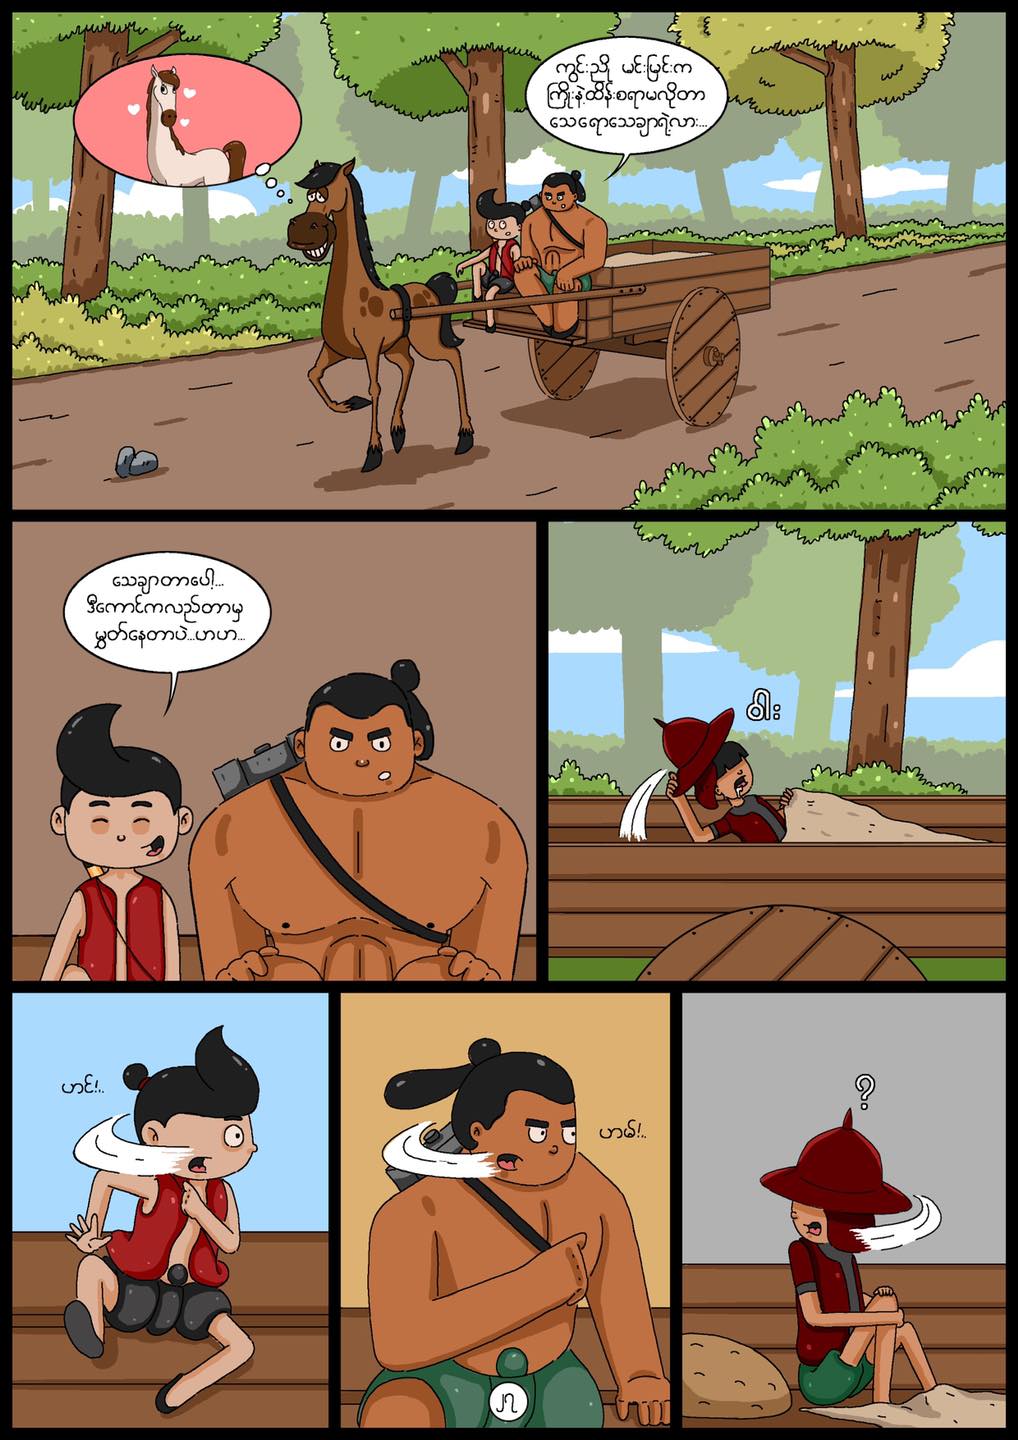 ကွင်းညို မင်းမြင်းက
ကြိုးနဲ့ထိန်းစရာမလိုတာ
သေရောသေချာရဲ့လား...
သေချာတာပေါ့...
ဒီကောင်ကလည်တာမှ
မွှတ်နေတာပဲ...ဟာဟ...
ဝါး
ဟင်!..
ဟမ်!..
?
၂၇